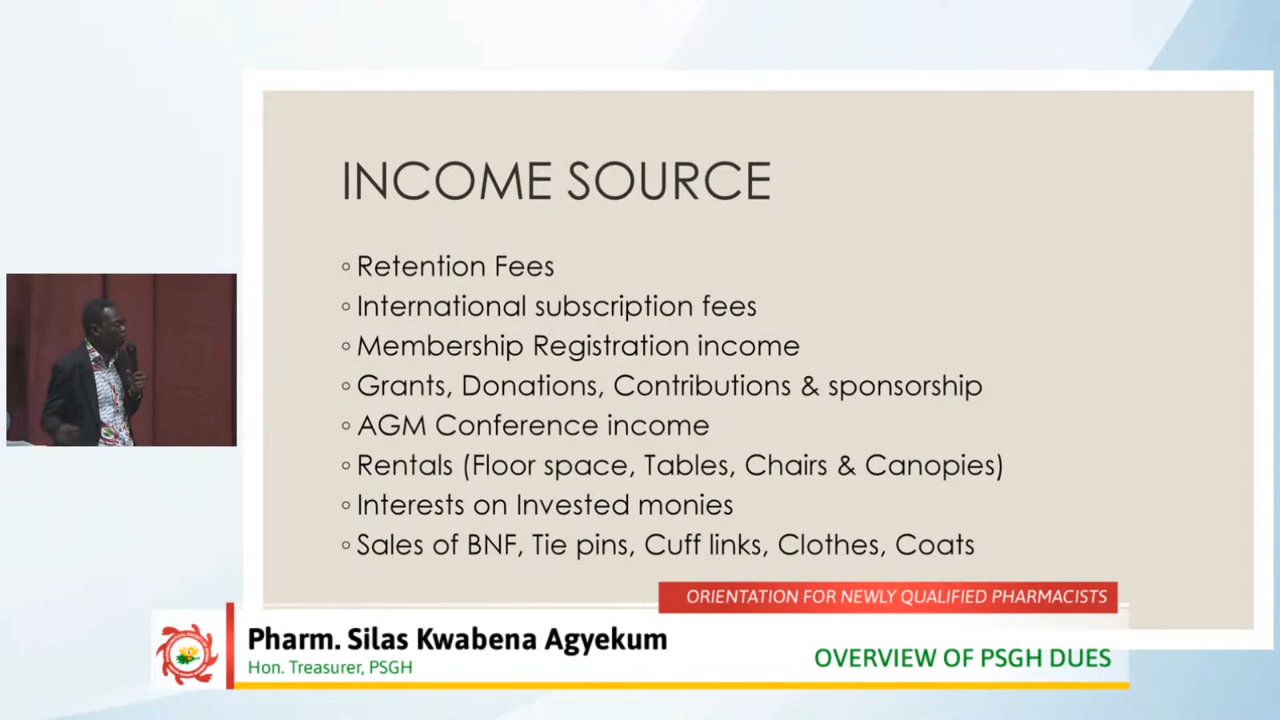 INCOME SOURCE
◦ Retention Fees
◦ International subscription fees
◦ Membership Registration income
◦ Grants, Donations, Contributions & sponsorship
◦ AGM Conference income
◦ Rentals (Floor space, Tables, Chairs & Canopies)
◦ Interests on Invested monies
◦ Sales of BNF, Tie pins, Cuff links, Clothes, Coats
ORIENTATION FOR NEWLY QUALIFIED PHARMACISTS
Pharm. Silas Kwabena Agyekum
Hon. Treasurer, PSGH
OVERVIEW OF PSGH DUES